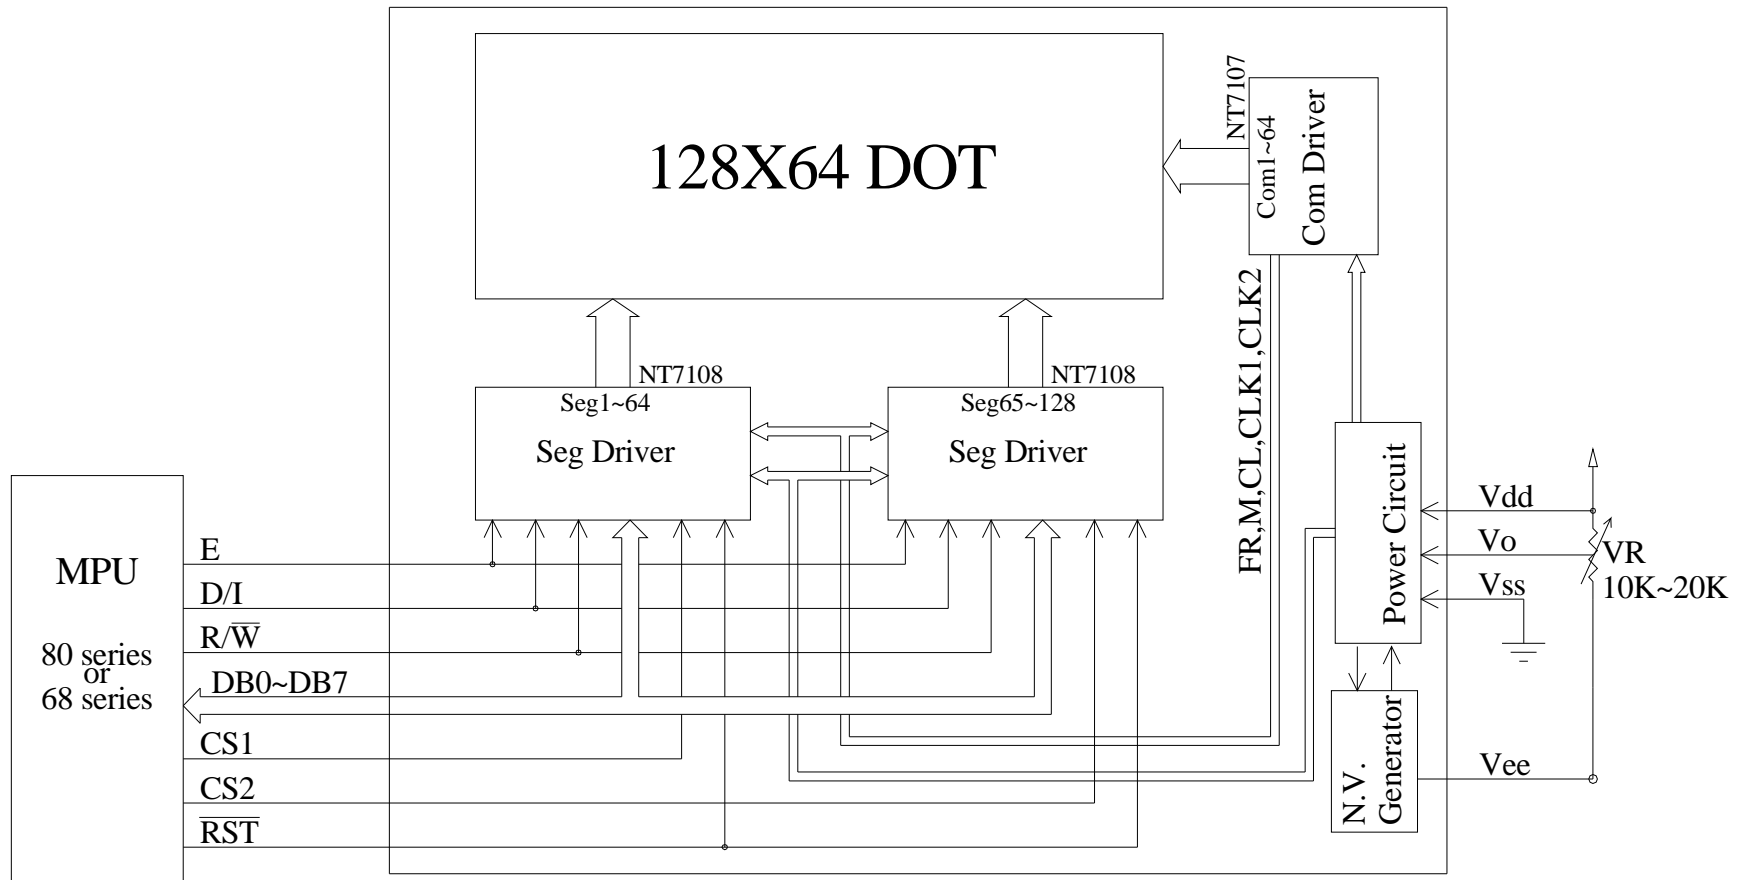 128X64 DOT
NT7107
Com1~64
Com Driver
FR,M,CL,CLK1,CLK2
NT7108
Seg1~64
Seg Driver
NT7108
Seg65~128
Seg Driver
MPU
80 series
or
68 series
E
D/I
R/W̅
DB0~DB7
CS1
CS2
R̅S̅T̅
Power Circuit
Vdd
Vo
Vss
VR
10K~20K
N.V.
Generator
Vee